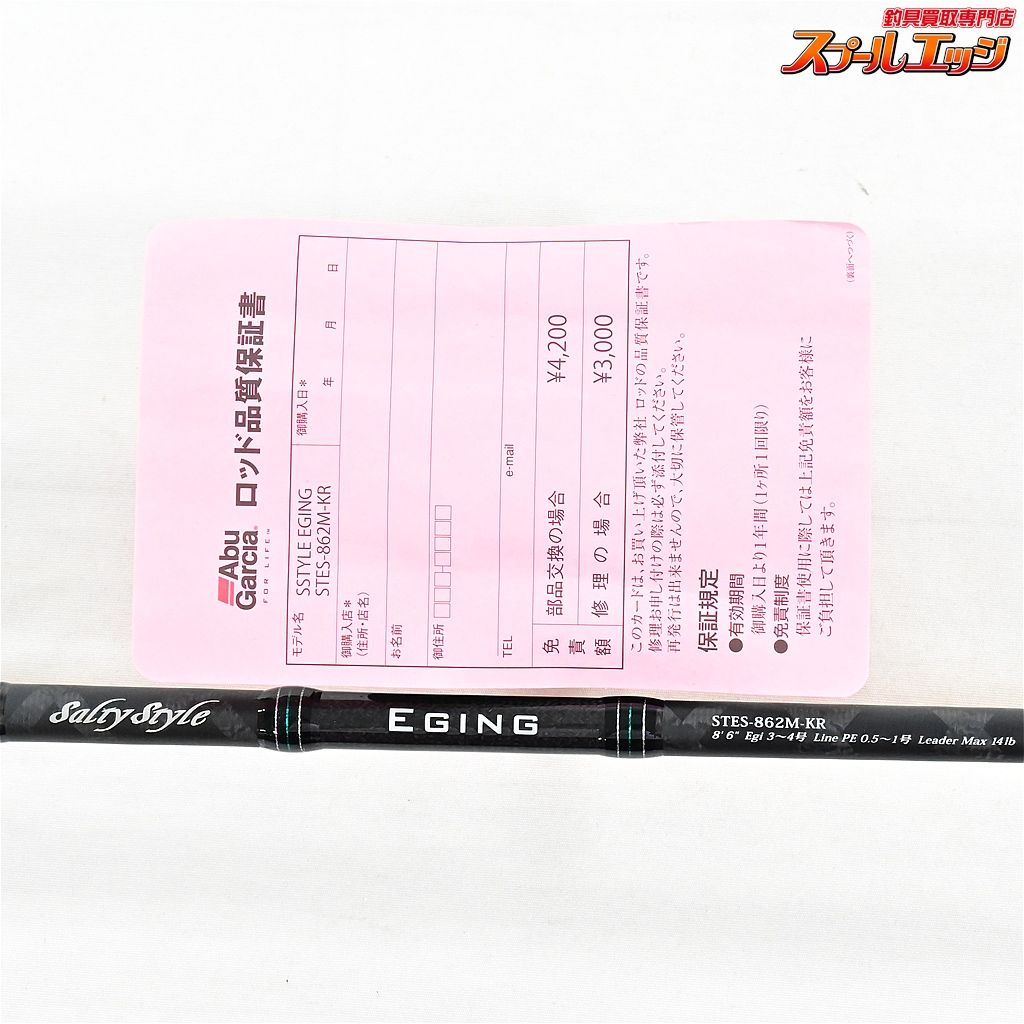 釣具買取専門店
スプールエッジ
Abu
Garcia®
FOR LIFE™
ロッド品質保証書
モデル名
SSTYLE EGING
STES-862M-KR
御購入日*
年 月 日
御購入店*
(住所・店名)
お名前
御住所
TEL
e-mail
免責額
部品交換の場合 ¥4,200
修理の場合 ¥3,000
このカードは、お買い上げ頂いた弊社 ロッドの品質保証書です。
修理お申し付けの際は必ず添付してください。
再発行は出来ませんので、大切に保管してください。
保証規定
●有効期間
御購入日より1年間(1ヶ所1回限り)
●免責制度
保証書使用に際しては上記免責額をお客様に
ご負担して頂きます。
(裏面へつづく)
SaltyStyle
EGING
STES-862M-KR
8'6" Egi 3～4号 Line PE 0.5～1号 Leader Max 14lb